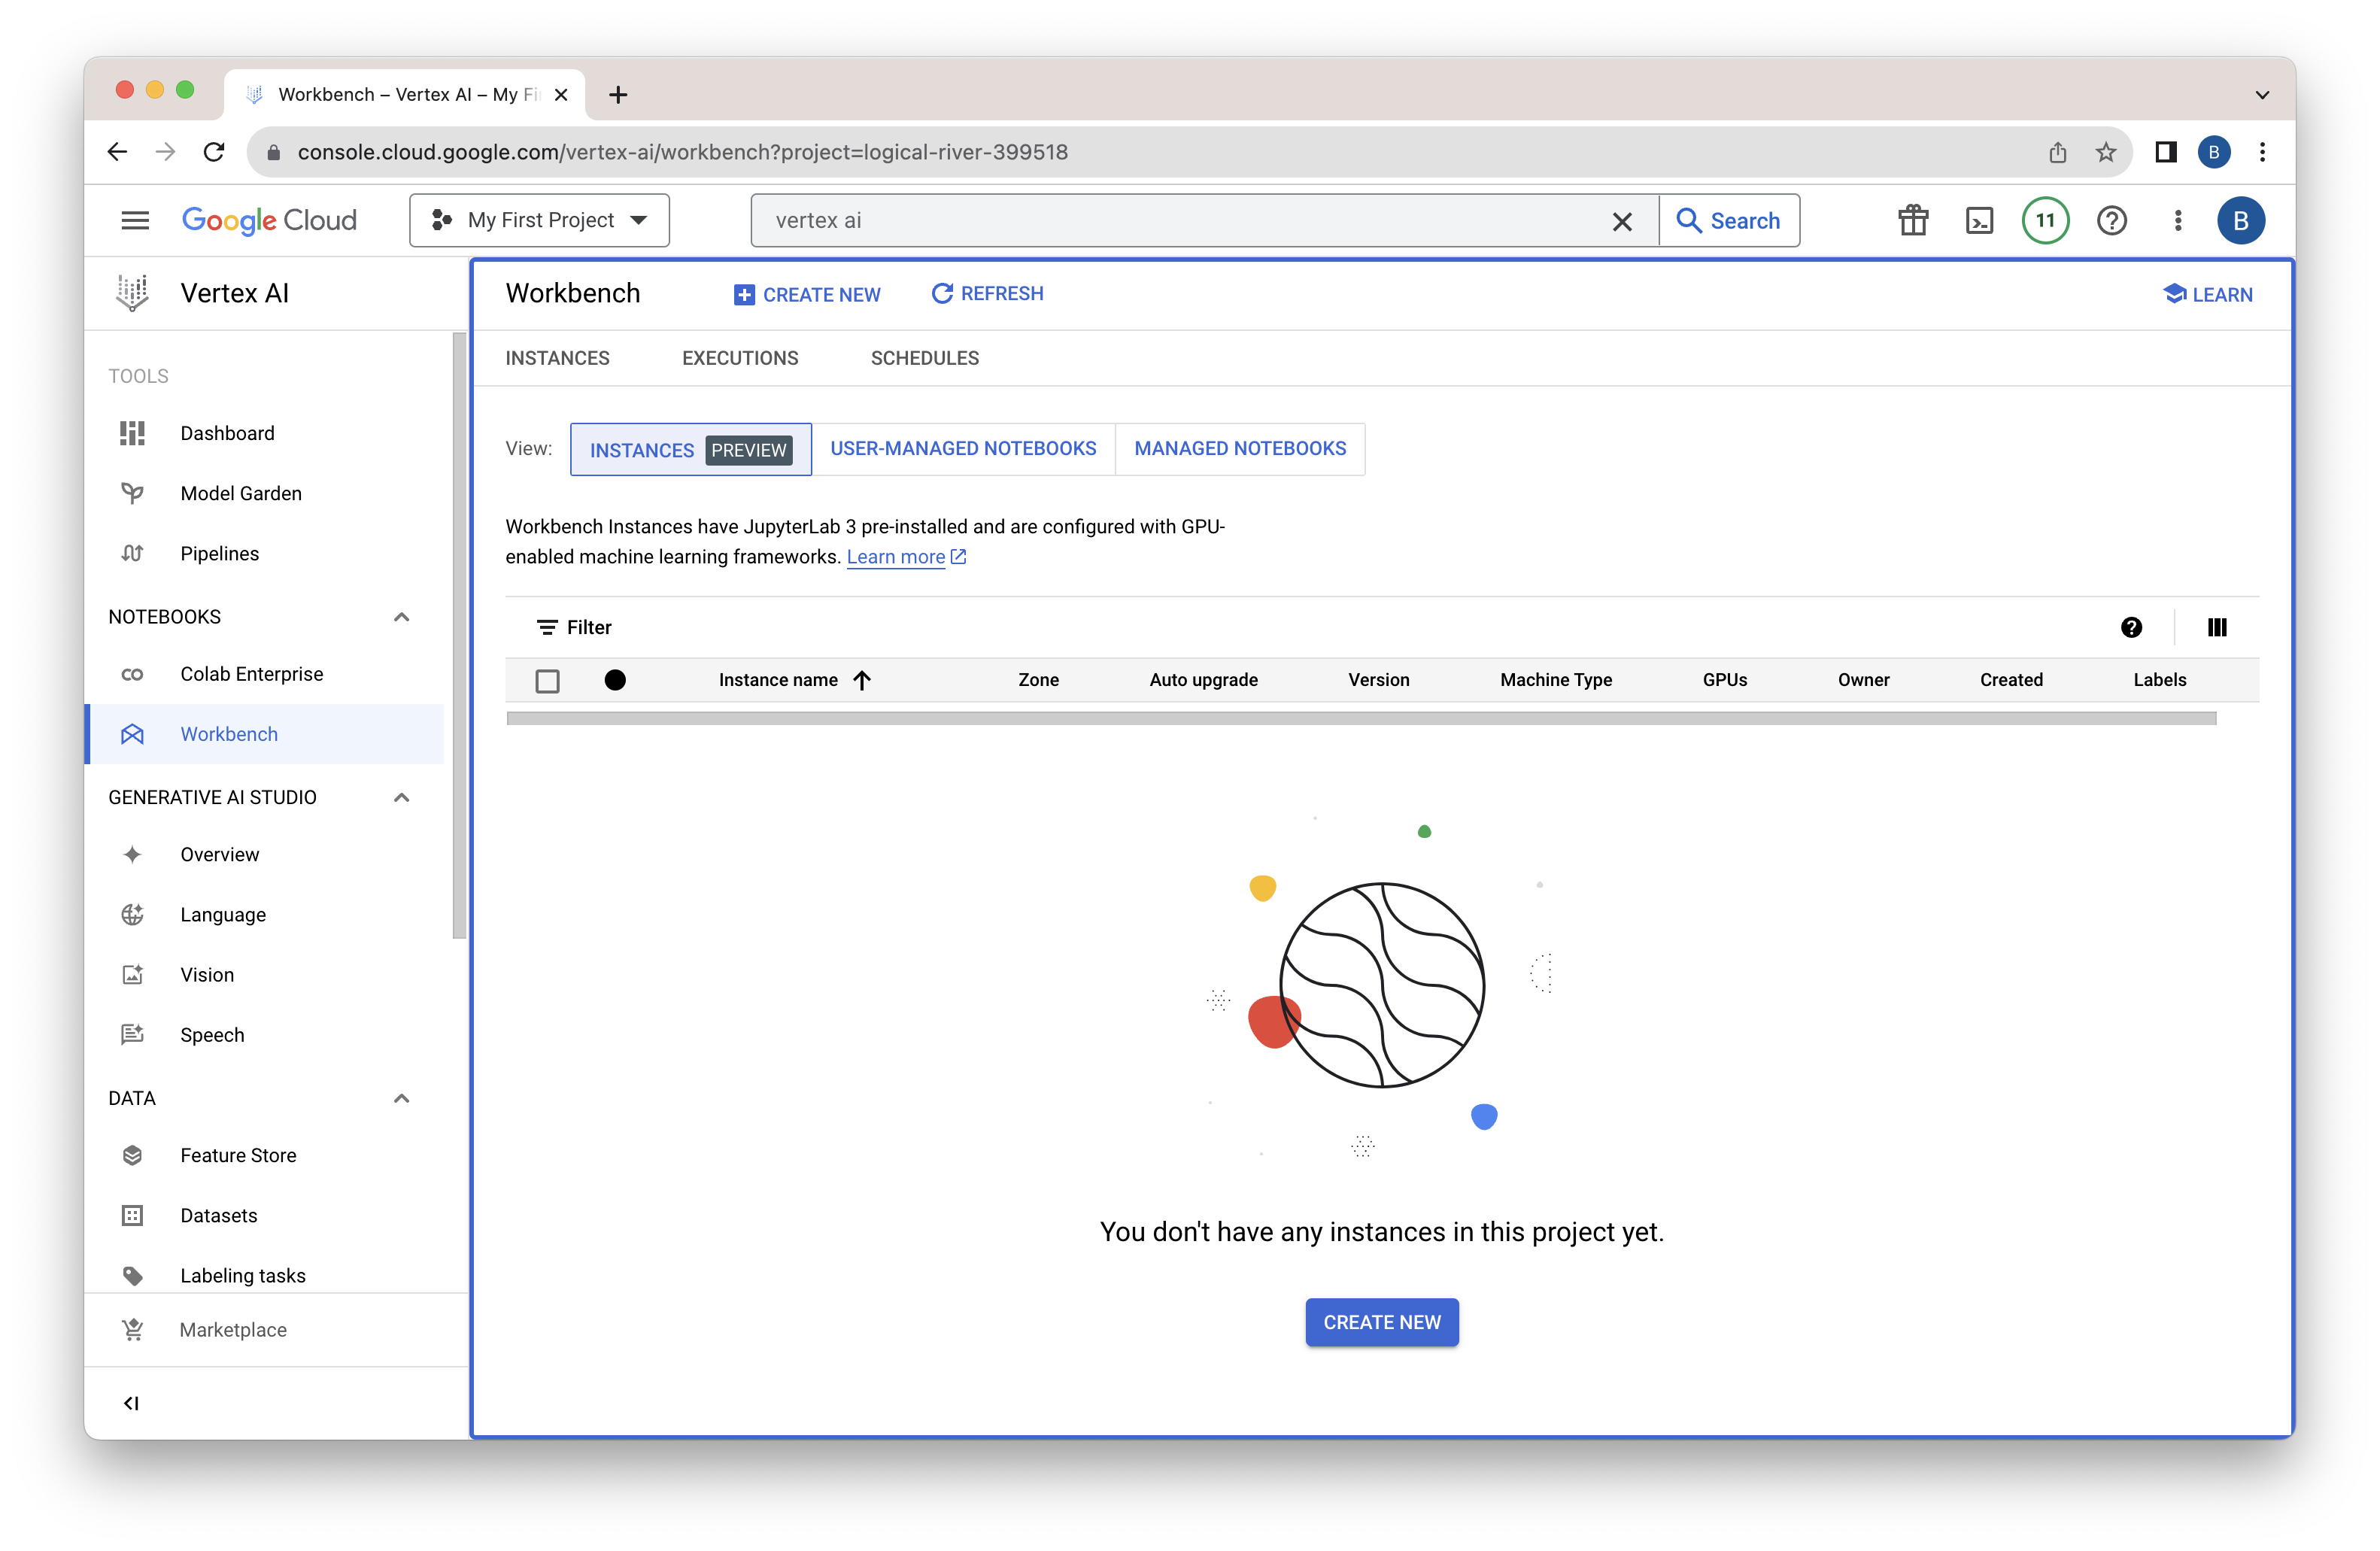 Workbench – Vertex AI – My Fi
console.cloud.google.com/vertex-ai/workbench?project=logical-river-399518
B
Google Cloud
My First Project
vertex ai
Search
11
B
Vertex AI
Workbench
CREATE NEW
REFRESH
LEARN
TOOLS
Dashboard
Model Garden
Pipelines
NOTEBOOKS
Colab Enterprise
Workbench
GENERATIVE AI STUDIO
Overview
Language
Vision
Speech
DATA
Feature Store
Datasets
Labeling tasks
Marketplace
INSTANCES
EXECUTIONS
SCHEDULES
View:
INSTANCES PREVIEW
USER-MANAGED NOTEBOOKS
MANAGED NOTEBOOKS
Workbench Instances have JupyterLab 3 pre-installed and are configured with GPU-
enabled machine learning frameworks. Learn more
Filter
Instance name
Zone
Auto upgrade
Version
Machine Type
GPUs
Owner
Created
Labels
You don't have any instances in this project yet.
CREATE NEW